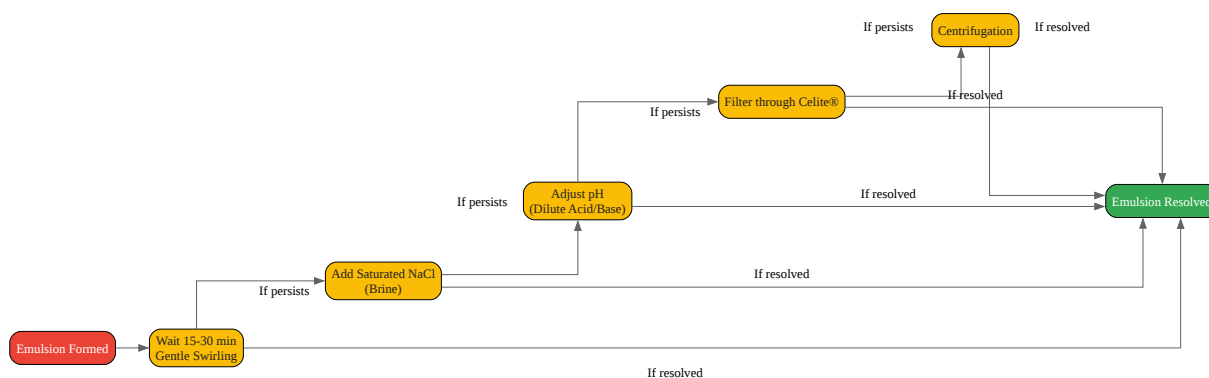 If persists
Centrifugation
If resolved
Filter through Celite®
If resolved
If persists
Adjust pH
(Dilute Acid/Base)
If persists
If resolved
Emulsion Resolved
Add Saturated NaCl
(Brine)
If persists
If resolved
Emulsion Formed
Wait 15-30 min
Gentle Swirling
If resolved